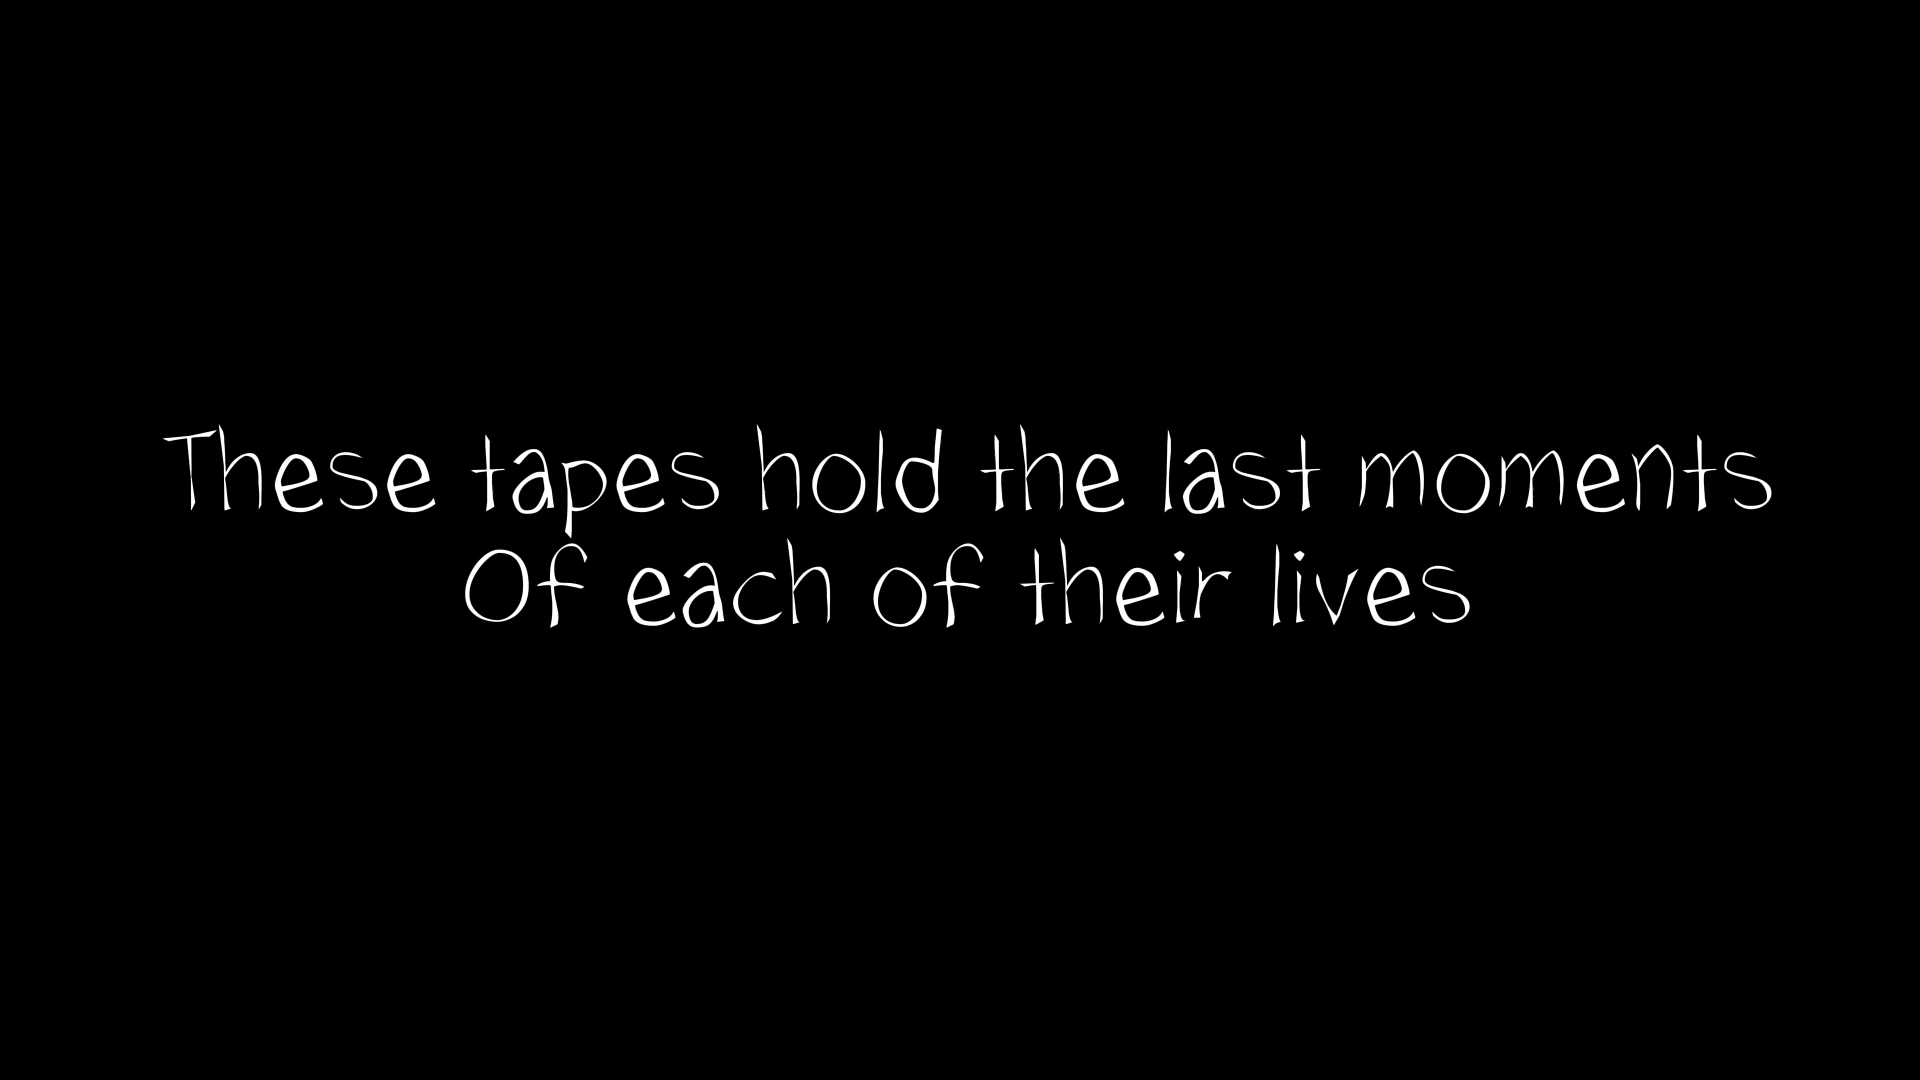 These tapes hold the last moments
Of each of their lives